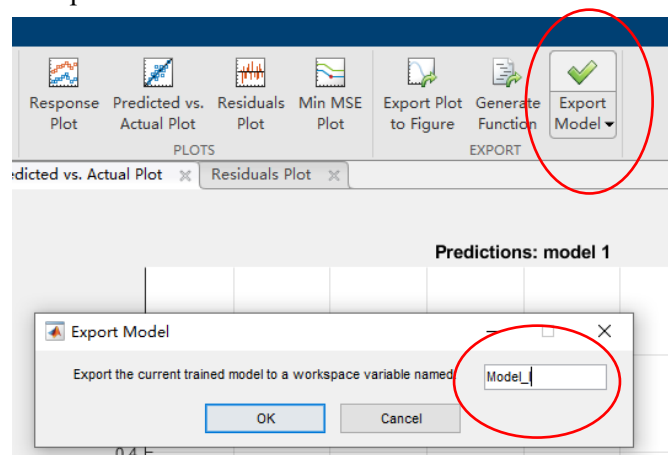 Response Predicted vs. Residuals Min MSE Export Plot Generate Export
Plot Actual Plot Plot Plot to Figure Function Model
PLOTS EXPORT
edicted vs. Actual Plot Residuals Plot
Predictions: model 1
Export Model
Export the current trained model to a workspace variable named
OK Cancel
0.4